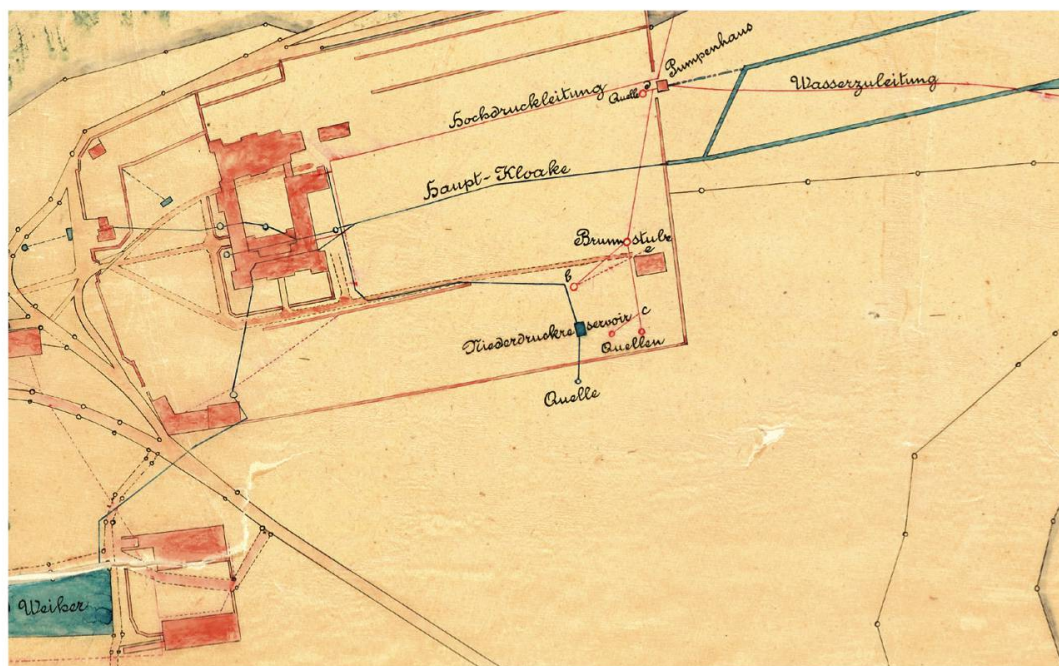 Pumpenhaus
Quelle d
Wasserzuleitung
Hochdruckleitung
Haupt-Kloake
Brunnstube
e
b
Niederdruckreservoir
c
Quellen
Quelle
Weiher